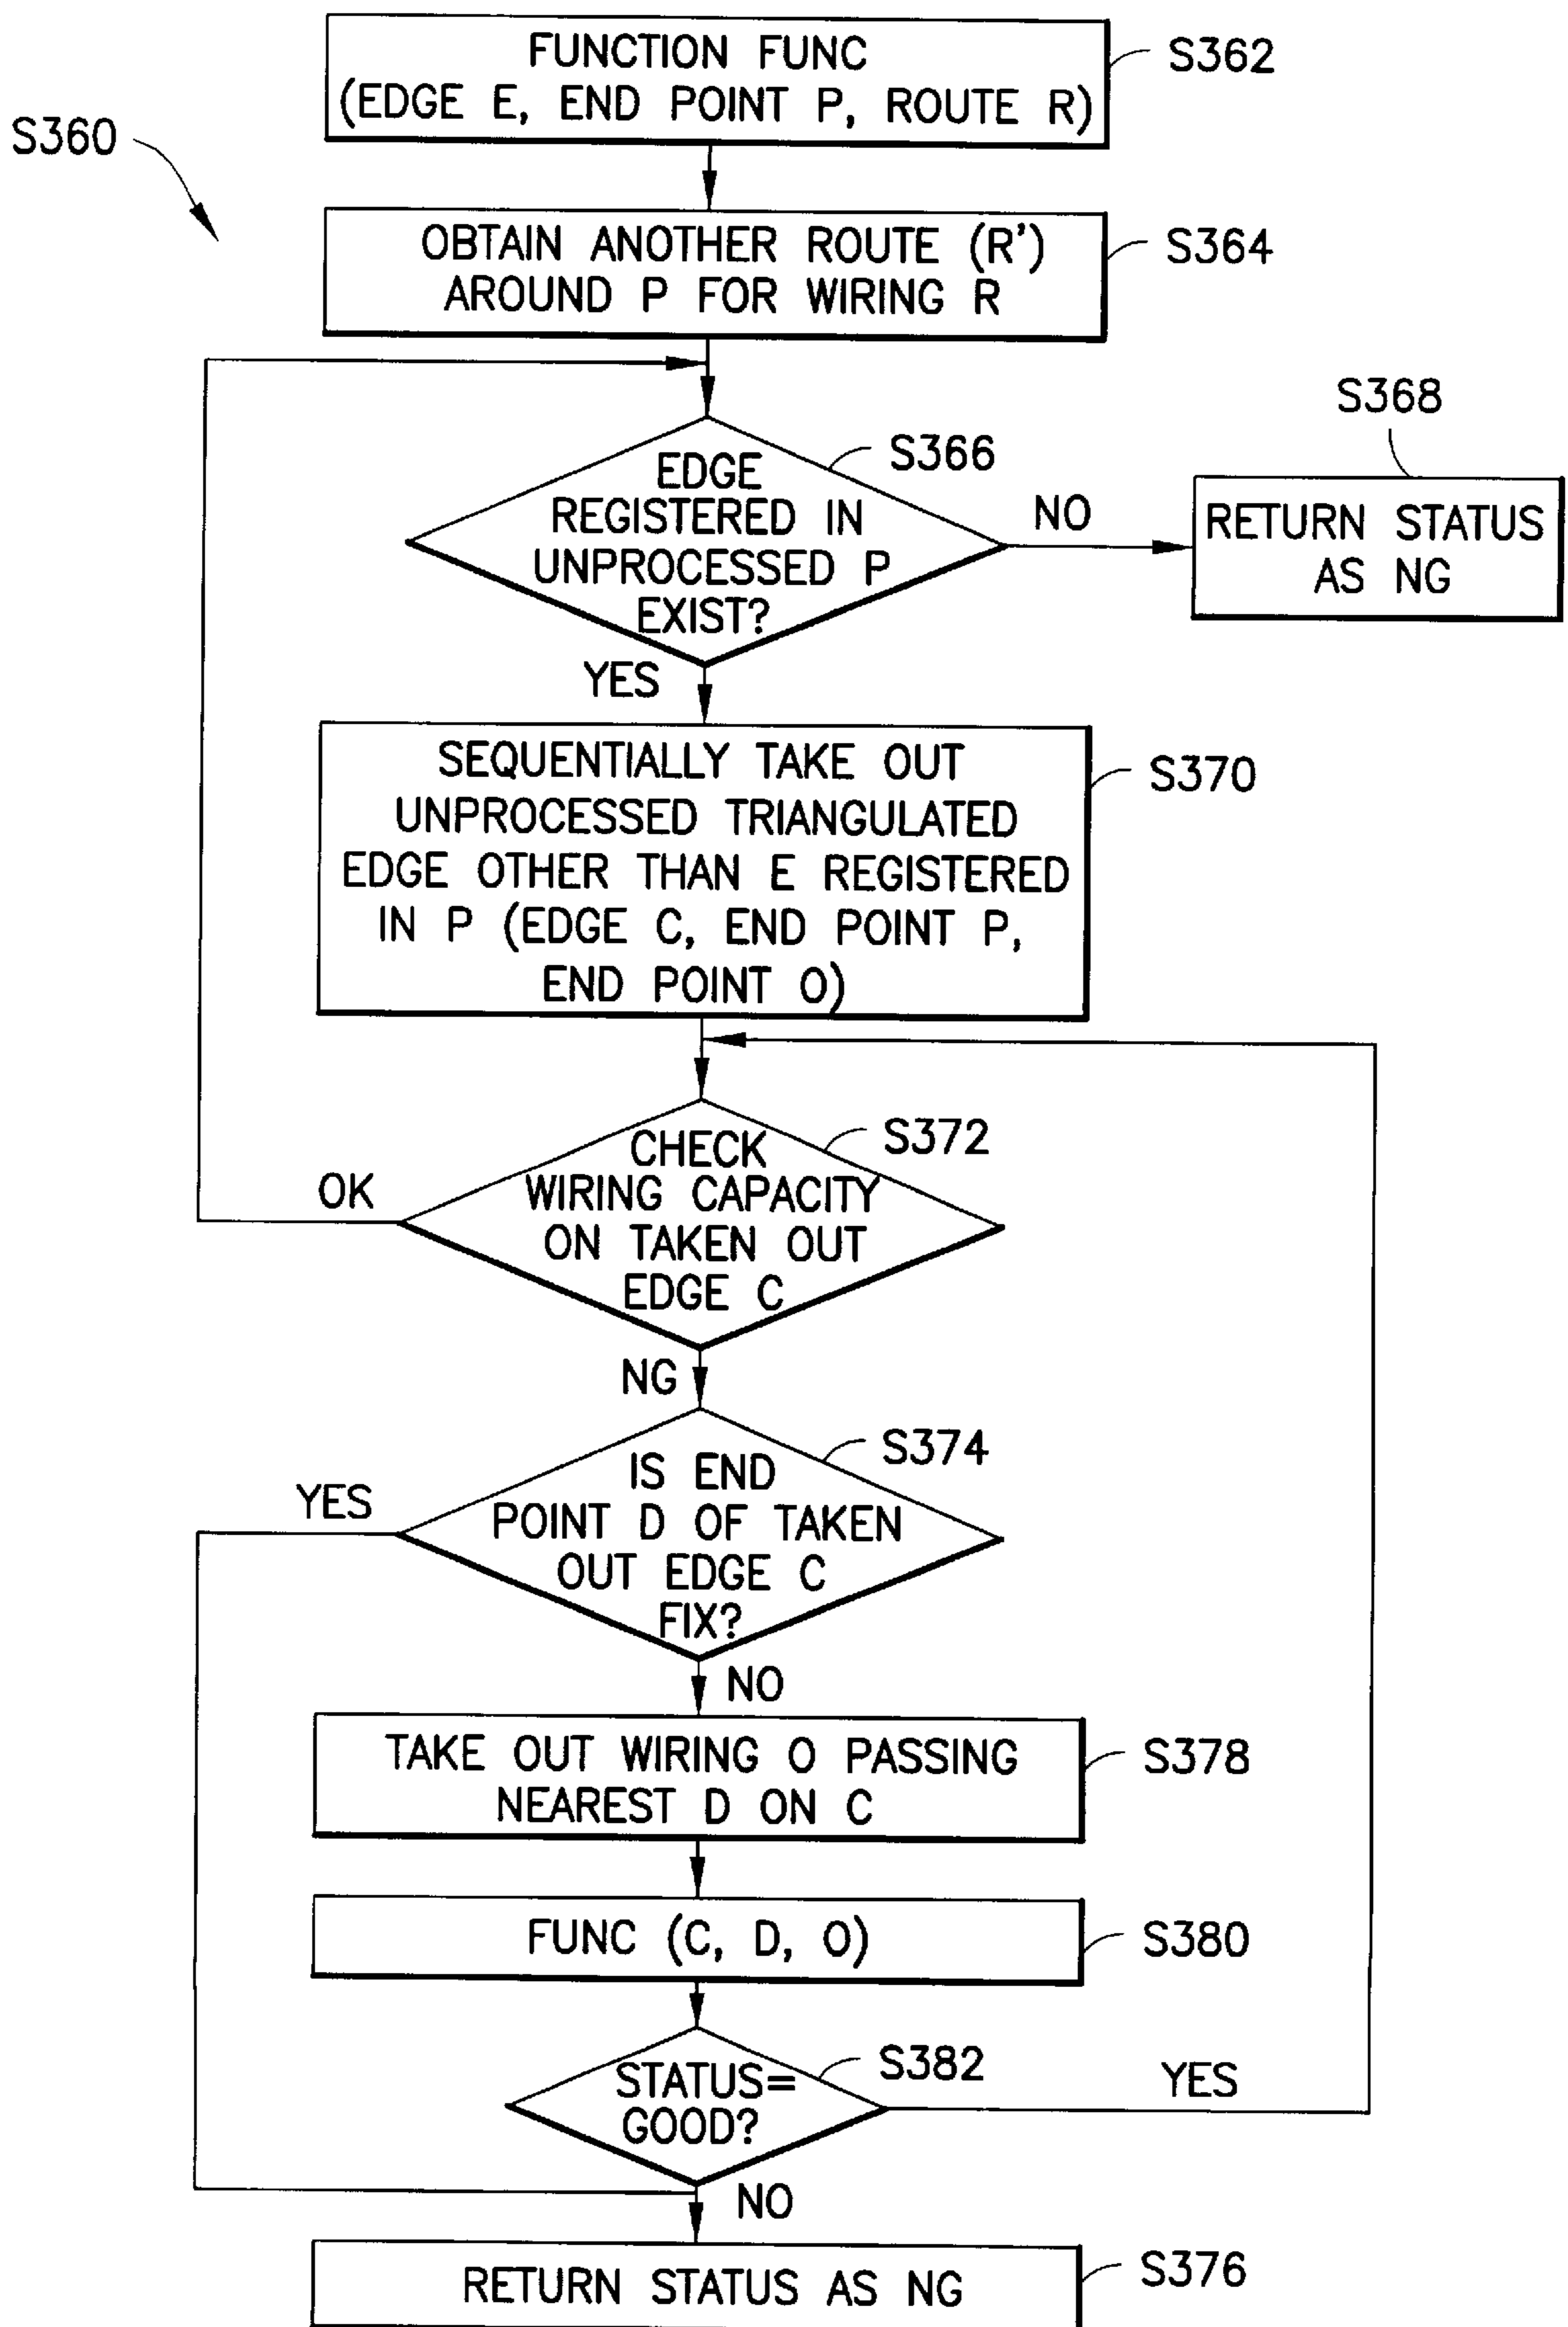 FUNCTION FUNC
(EDGE E, END POINT P, ROUTE R)
S362
S360
OBTAIN ANOTHER ROUTE (R')
AROUND P FOR WIRING R
S364
EDGE
REGISTERED IN
UNPROCESSED P
EXIST?
S366
NO
S368
RETURN STATUS
AS NG
YES
SEQUENTIALLY TAKE OUT
UNPROCESSED TRIANGULATED
EDGE OTHER THAN E REGISTERED
IN P (EDGE C, END POINT P,
END POINT O)
S370
CHECK
WIRING CAPACITY
ON TAKEN OUT
EDGE C
S372
OK
NG
IS END
POINT D OF TAKEN
OUT EDGE C
FIX?
S374
YES
NO
TAKE OUT WIRING O PASSING
NEAREST D ON C
S378
FUNC (C, D, O)
S380
STATUS=
GOOD?
S382
YES
NO
RETURN STATUS AS NG
S376